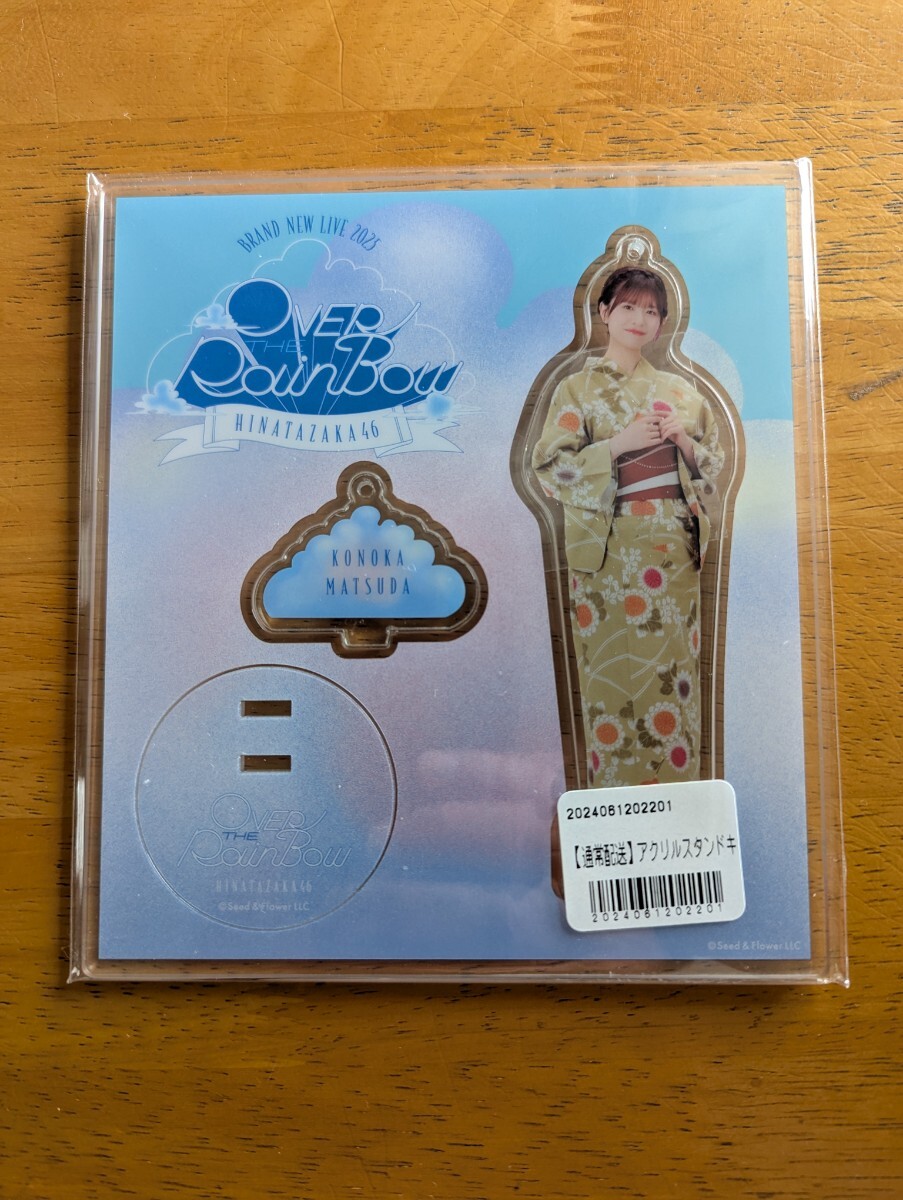 BRAND NEW LIVE 2025
OVER
THE
RainBow
HINATAZAKA46
KONOKA
MATSUDA
OVER
THE
RainBow
HINATAZAKA46
©Seed & Flower LLC
2024061202201
【通常配送】アクリルスタンドキ
2024061202201
©Seed & Flower LLC